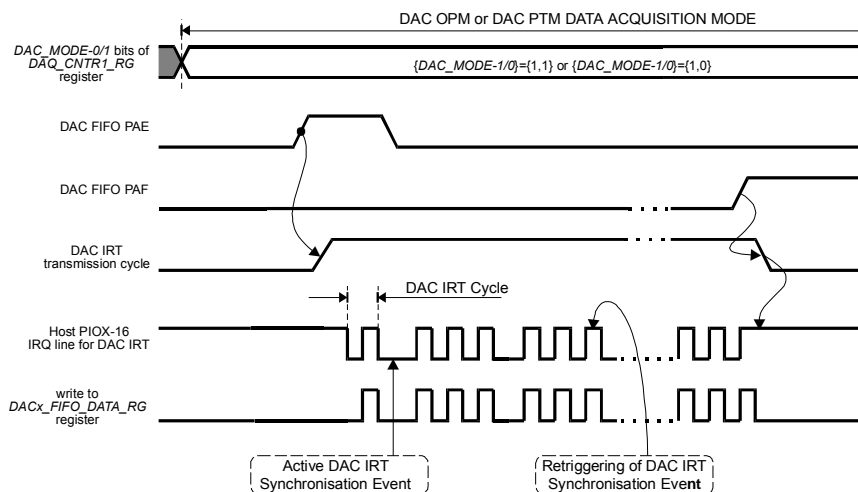 DAC OPM or DAC PTM DATA ACQUISITION MODE
DAC_MODE-0/1 bits of
DAQ_CNTR1_RG
register
{DAC_MODE-1/0}={1,1} or {DAC_MODE-1/0}={1,0}
DAC FIFO PAE
DAC FIFO PAF
DAC IRT
transmission cycle
DAC IRT Cycle
Host PIOX-16
IRQ line for DAC IRT
write to
DACx_FIFO_DATA_RG
register
Active DAC IRT
Synchronisation Event
Retriggering of DAC IRT
Synchronisation Event